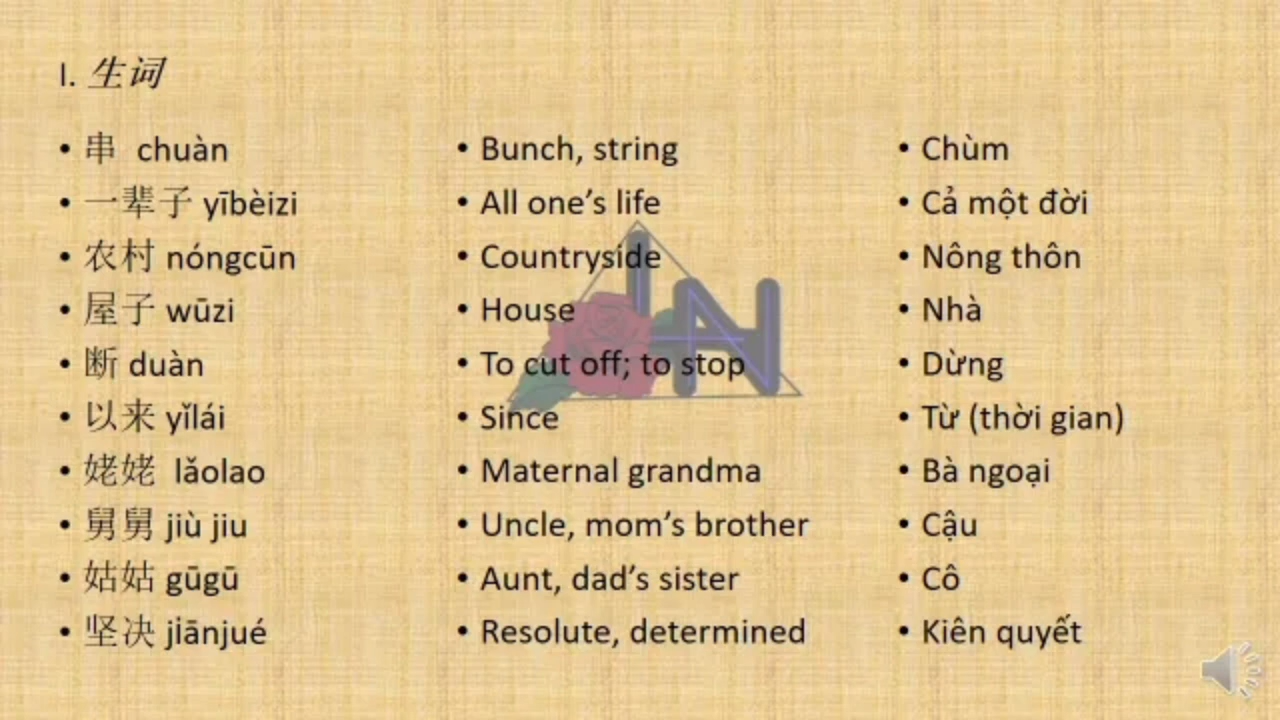 I. 生词
• 串 chuàn
• 一辈子 yībèizi
• 农村 nóngcūn
• 屋子 wūzi
• 断 duàn
• 以来 yǐlái
• 姥姥 lǎolao
• 舅舅 jiù jiu
• 姑姑 gūgū
• 坚决 jiānjué
• Bunch, string
• All one’s life
• Countryside
• House
• To cut off; to stop
• Since
• Maternal grandma
• Uncle, mom’s brother
• Aunt, dad’s sister
• Resolute, determined
• Chùm
• Cả một đời
• Nông thôn
• Nhà
• Dừng
• Từ (thời gian)
• Bà ngoại
• Cậu
• Cô
• Kiên quyết